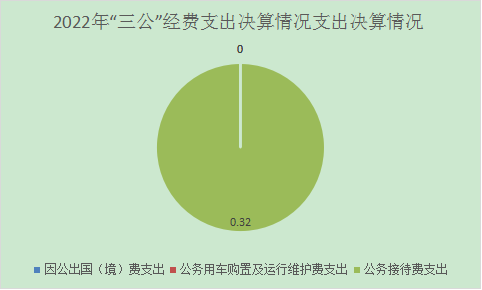 2022年“三公”经费支出决算情况支出决算情况
0
0.32
因公出国（境）费支出 公务用车购置及运行维护费支出 公务接待费支出